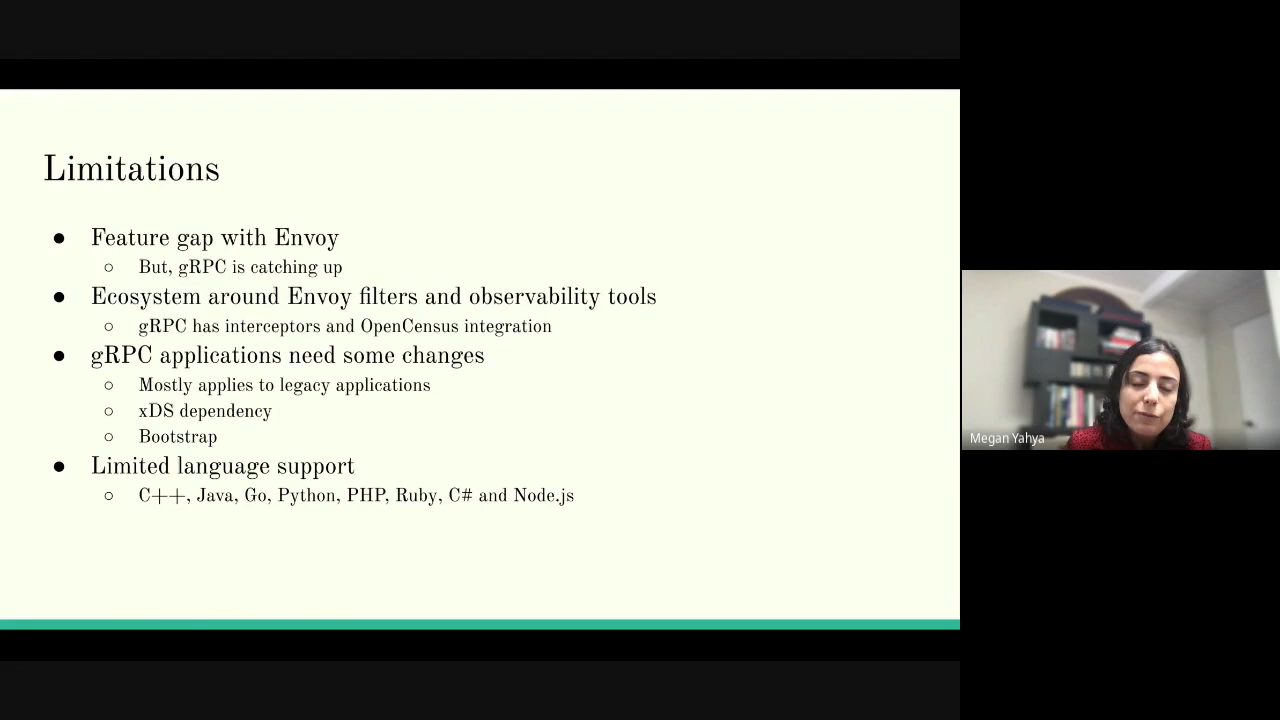 Limitations
● Feature gap with Envoy
○ But, gRPC is catching up
● Ecosystem around Envoy filters and observability tools
○ gRPC has interceptors and OpenCensus integration
● gRPC applications need some changes
○ Mostly applies to legacy applications
○ xDS dependency
○ Bootstrap
● Limited language support
○ C++, Java, Go, Python, PHP, Ruby, C# and Node.js
Megan Yahya